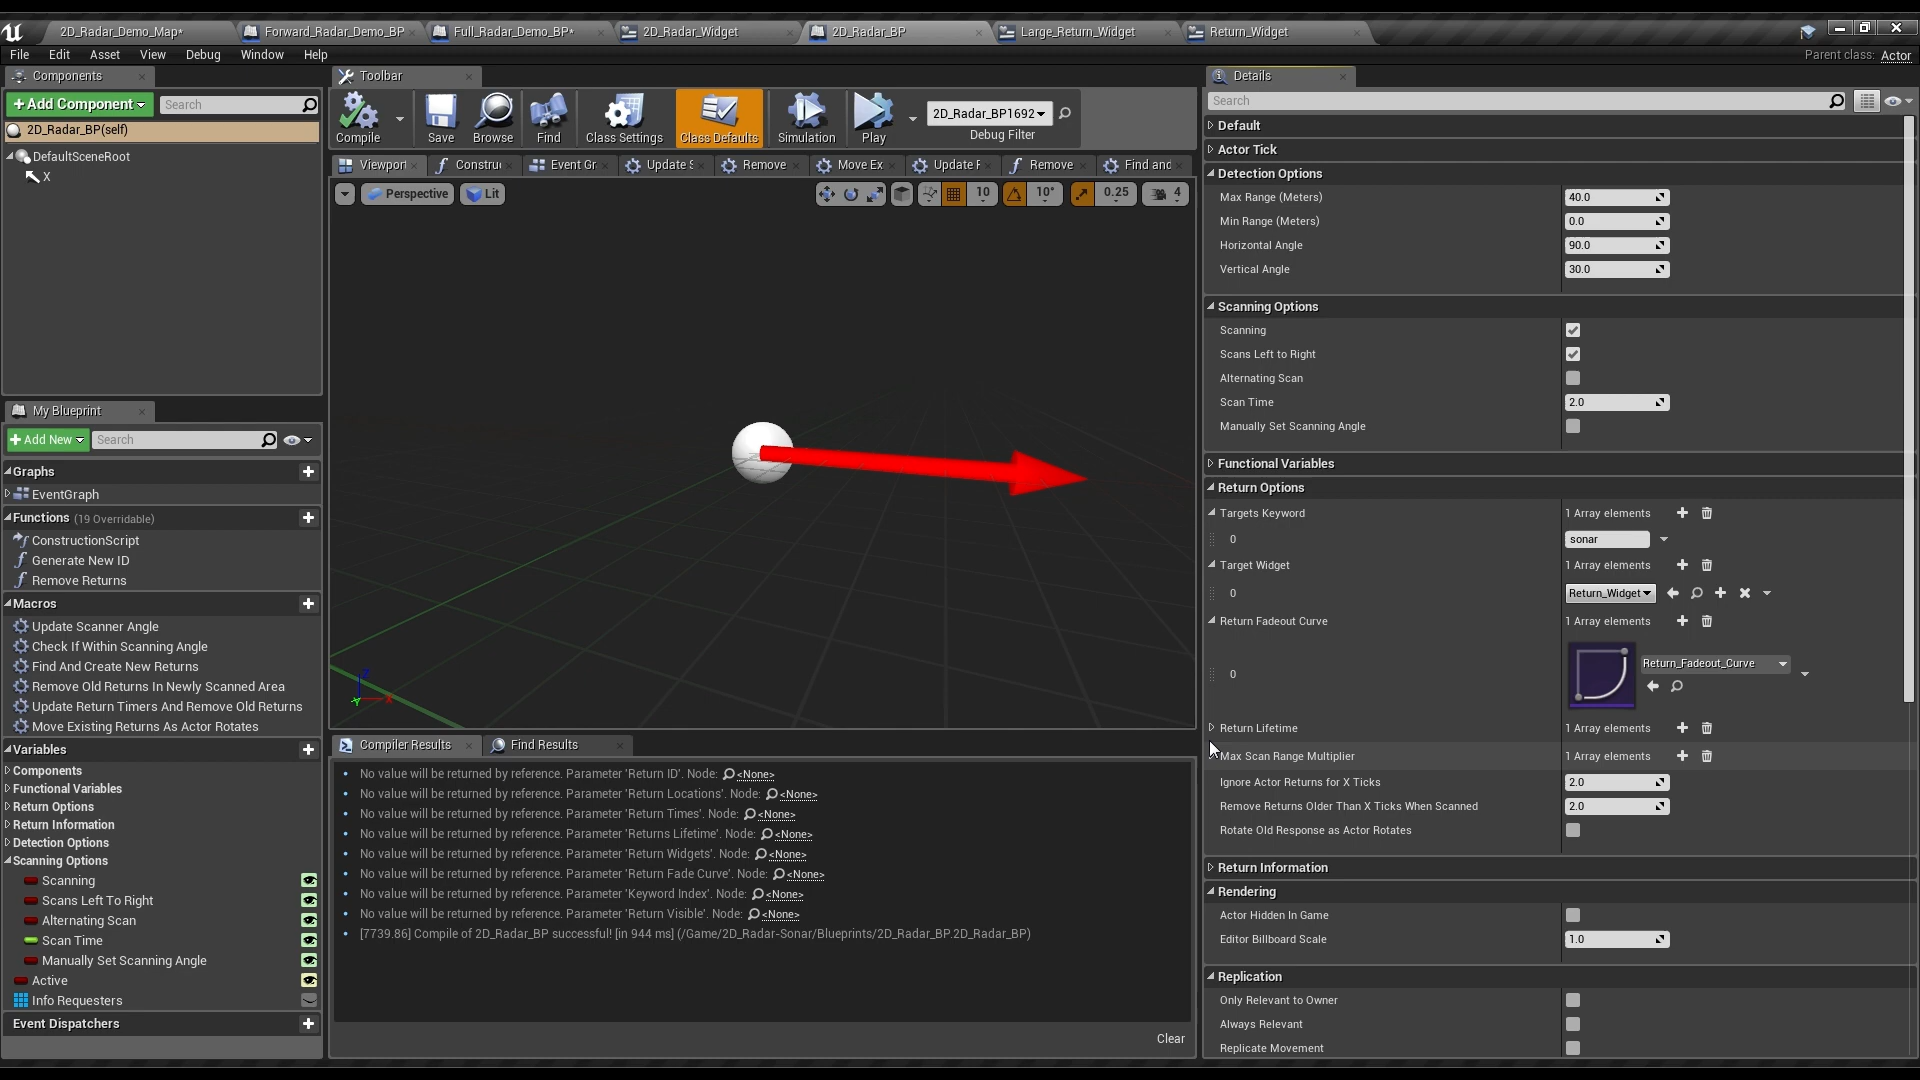 2D_Radar_Demo_Map*
Forward_Radar_Demo_BP
Full_Radar_Demo_BP*
2D_Radar_Widget
2D_Radar_BP
Large_Return_Widget
Return_Widget
File Edit Asset View Debug Window Help
Parent class: Actor
Components
+Add Component
Search
2D_Radar_BP(self)
DefaultSceneRoot
X
My Blueprint
+Add New
Search
Graphs
EventGraph
Functions (19 Overridable)
ConstructionScript
Generate New ID
Remove Returns
Macros
Update Scanner Angle
Check If Within Scanning Angle
Find And Create New Returns
Remove Old Returns In Newly Scanned Area
Update Return Timers And Remove Old Returns
Move Existing Returns As Actor Rotates
Variables
Components
Functional Variables
Return Options
Return Information
Detection Options
Scanning Options
Scanning
Scans Left To Right
Alternating Scan
Scan Time
Manually Set Scanning Angle
Active
Info Requesters
Event Dispatchers
Toolbar
Compile
Save
Browse
Find
Class Settings
Class Defaults
Simulation
Play
2D_Radar_BP1692
Debug Filter
Viewport
Constru
Event Gr
Update S
Remove
Move Ex
Update F
Remove
Find and
Perspective
Lit
10
10°
0.25
4
Z
X
Y
Compiler Results
Find Results
No value will be returned by reference. Parameter 'Return ID'. Node: <None>
No value will be returned by reference. Parameter 'Return Locations'. Node: <None>
No value will be returned by reference. Parameter 'Return Times'. Node: <None>
No value will be returned by reference. Parameter 'Returns Lifetime'. Node: <None>
No value will be returned by reference. Parameter 'Return Widgets'. Node: <None>
No value will be returned by reference. Parameter 'Return Fade Curve'. Node: <None>
No value will be returned by reference. Parameter 'Keyword Index'. Node: <None>
No value will be returned by reference. Parameter 'Return Visible'. Node: <None>
[7739.86] Compile of 2D_Radar_BP successful! [in 944 ms] (/Game/2D_Radar-Sonar/Blueprints/2D_Radar_BP.2D_Radar_BP)
Clear
Details
Search
Default
Actor Tick
Detection Options
Max Range (Meters) 40.0
Min Range (Meters) 0.0
Horizontal Angle 90.0
Vertical Angle 30.0
Scanning Options
Scanning
Scans Left to Right
Alternating Scan
Scan Time 2.0
Manually Set Scanning Angle
Functional Variables
Return Options
Targets Keyword 1 Array elements
0 sonar
Target Widget 1 Array elements
0 Return_Widget
Return Fadeout Curve 1 Array elements
0 Return_Fadeout_Curve
Return Lifetime 1 Array elements
Max Scan Range Multiplier 1 Array elements
Ignore Actor Returns for X Ticks 2.0
Remove Returns Older Than X Ticks When Scanned 2.0
Rotate Old Response as Actor Rotates
Return Information
Rendering
Actor Hidden In Game
Editor Billboard Scale 1.0
Replication
Only Relevant to Owner
Always Relevant
Replicate Movement